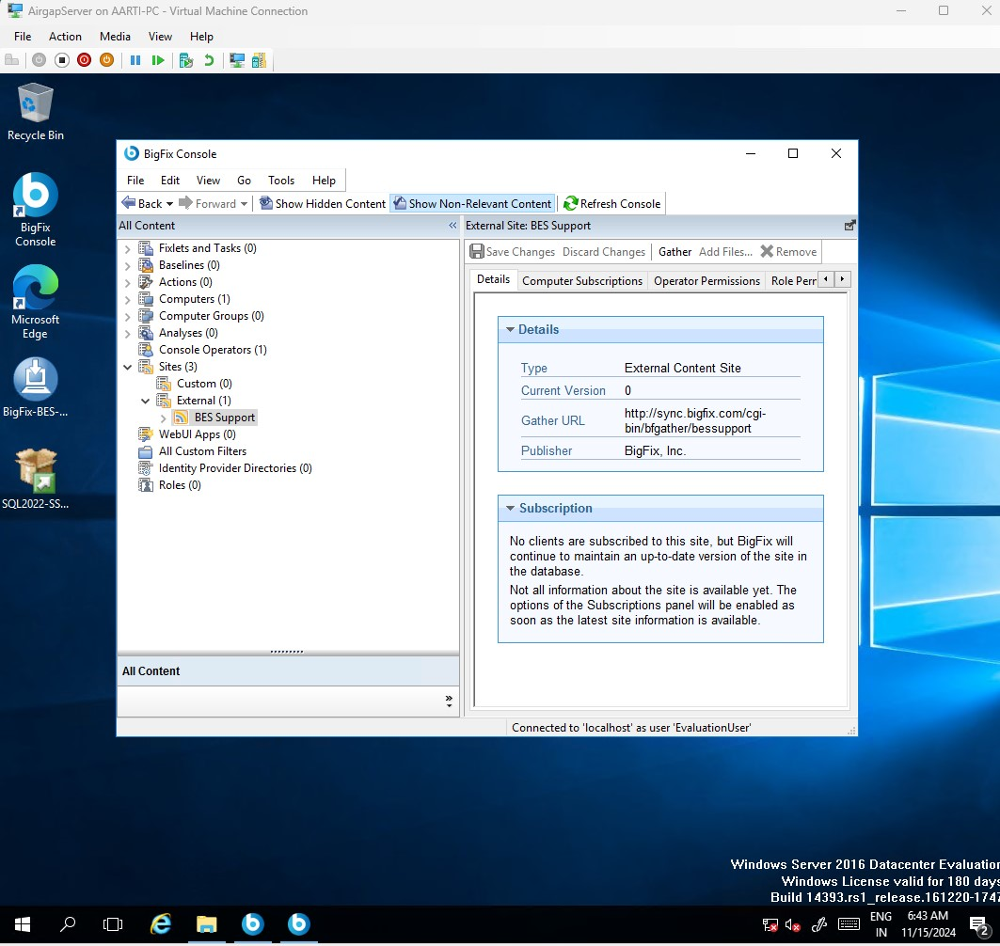 AirgapServer on AARTI-PC - Virtual Machine Connection
File Action Media View Help
Recycle Bin
BigFix
Console
Microsoft
Edge
BigFix-BES-...
SQL2022-SS...
BigFix Console
File Edit View Go Tools Help
Back Forward Show Hidden Content Show Non-Relevant Content Refresh Console
All Content
Fixlets and Tasks (0)
Baselines (0)
Actions (0)
Computers (1)
Computer Groups (0)
Analyses (0)
Console Operators (1)
Sites (3)
Custom (0)
External (1)
BES Support
WebUI Apps (0)
All Custom Filters
Identity Provider Directories (0)
Roles (0)
All Content
External Site: BES Support
Save Changes Discard Changes Gather Add Files... Remove
Details Computer Subscriptions Operator Permissions Role Perr
Details
Type External Content Site
Current Version 0
Gather URL http://sync.bigfix.com/cgi-
bin/bfgather/bessupport
Publisher BigFix, Inc.
Subscription
No clients are subscribed to this site, but BigFix will
continue to maintain an up-to-date version of the site in
the database.
Not all information about the site is available yet. The
options of the Subscriptions panel will be enabled as
soon as the latest site information is available.
Connected to 'localhost' as user 'EvaluationUser'
Windows Server 2016 Datacenter Evaluation
Windows License valid for 180 days
Build 14393.rs1_release.161220-1747
ENG
IN
6:43 AM
11/15/2024
2